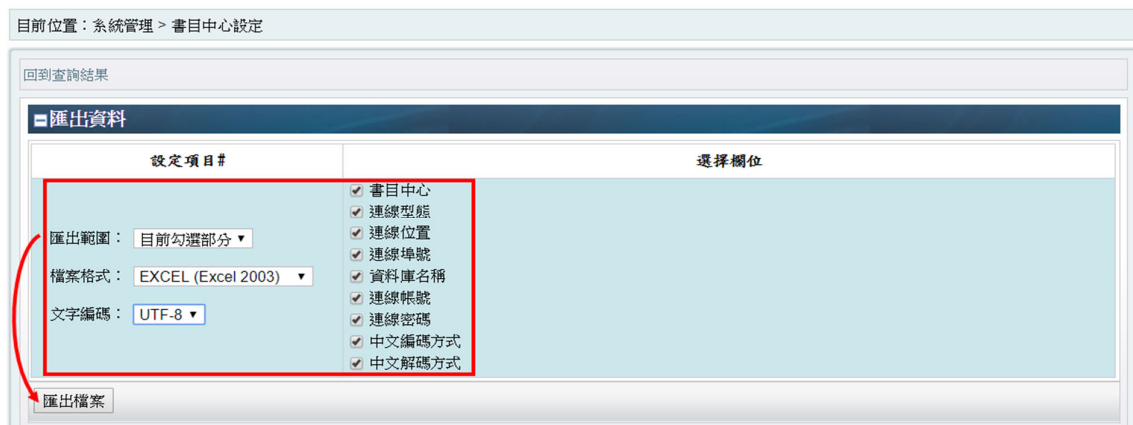 目前位置：系統管理 > 書目中心設定
回到查詢結果
匯出資料
設定項目# 選擇欄位
匯出範圍： 目前勾選部分
檔案格式： EXCEL (Excel 2003)
文字編碼： UTF-8
書目中心
連線型態
連線位置
連線埠號
資料庫名稱
連線帳號
連線密碼
中文編碼方式
中文解碼方式
匯出檔案